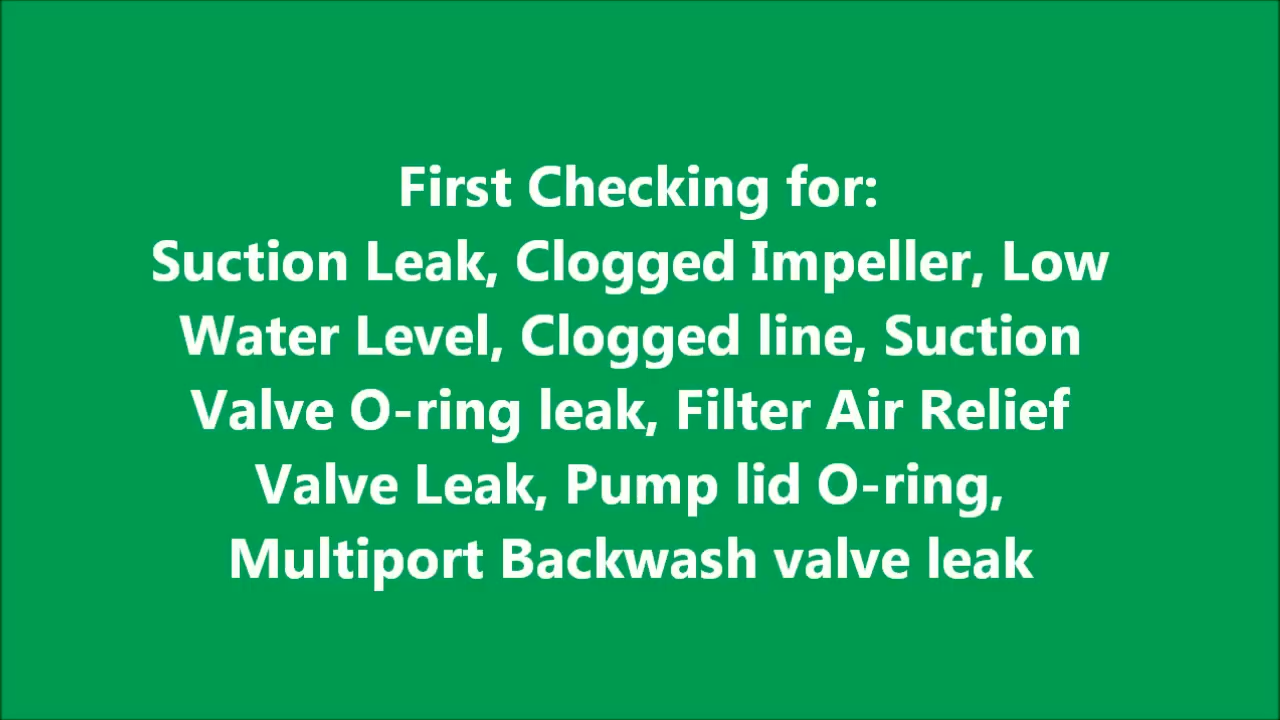 First Checking for:
Suction Leak, Clogged Impeller, Low
Water Level, Clogged line, Suction
Valve O-ring leak, Filter Air Relief
Valve Leak, Pump lid O-ring,
Multiport Backwash valve leak